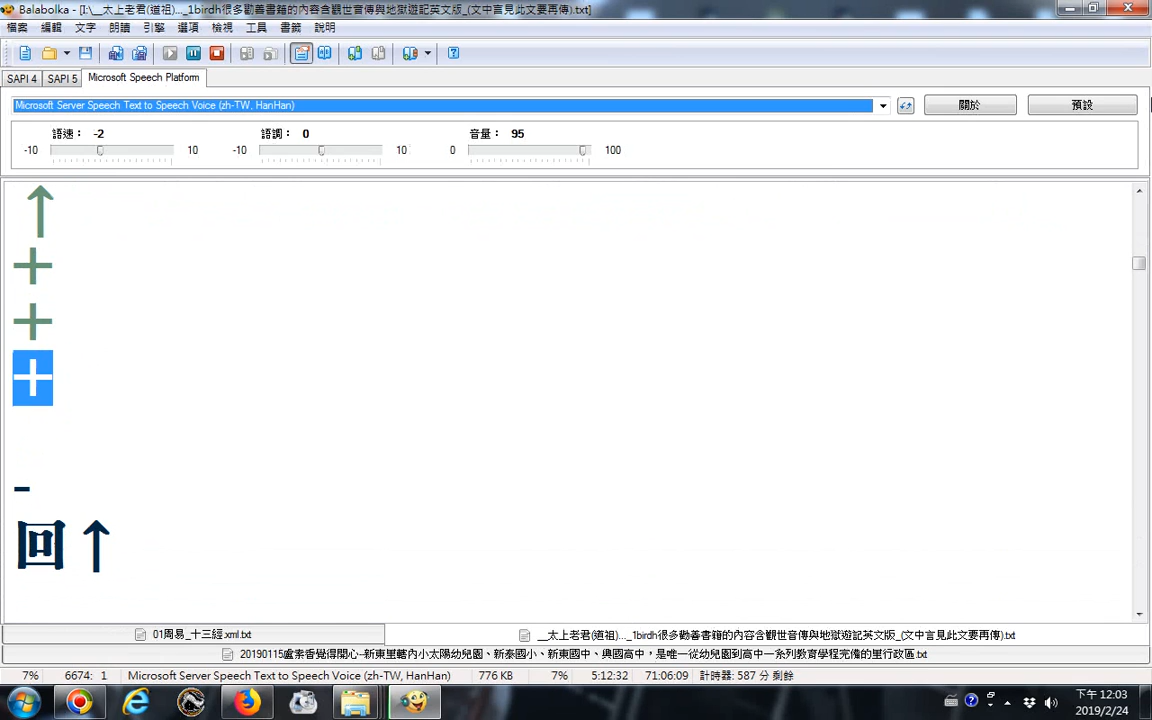 Balabolka - [I:\__太上老君(道祖)..._1birdh很多勸善書籍的內容含觀世音傳與地獄遊記英文版_(文中言見此文要再傳).txt]
檔案 編輯 文字 朗讀 引擎 選項 檢視 工具 書籤 說明
SAPI 4 SAPI 5 Microsoft Speech Platform
Microsoft Server Speech Text to Speech Voice (zh-TW, HanHan) 關於 預設
語速： -2 語調： 0 音量： 95
-10 10 -10 10 0 100
↑
+
+
+
-
回↑
01周易_十三經.xml.txt __太上老君(道祖)..._1birdh很多勸善書籍的內容含觀世音傳與地獄遊記英文版_(文中言見此文要再傳).txt
20190115盧素香覺得開心-新東里轄內小太陽幼兒園、新泰國小、新東國中、興國高中，是唯一從幼兒園到高中一系列教育學程完備的里行政區.txt
7% 6674: 1 Microsoft Server Speech Text to Speech Voice (zh-TW, HanHan) 776 KB 7% 5:12:32 71:06:09 計時器: 587 分 剩餘
下午 12:03
2019/2/24